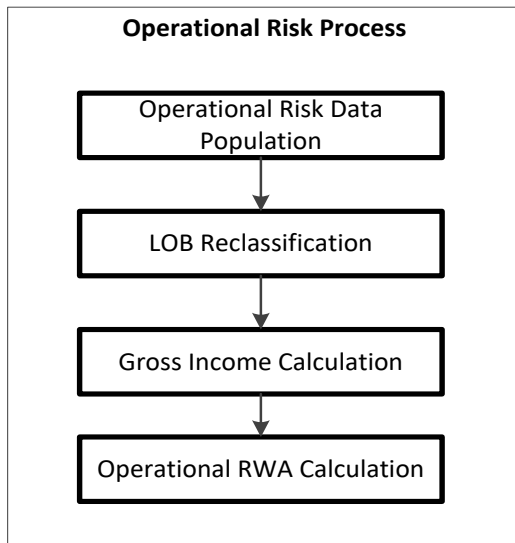 Operational Risk Process
Operational Risk Data
Population
LOB Reclassification
Gross Income Calculation
Operational RWA Calculation